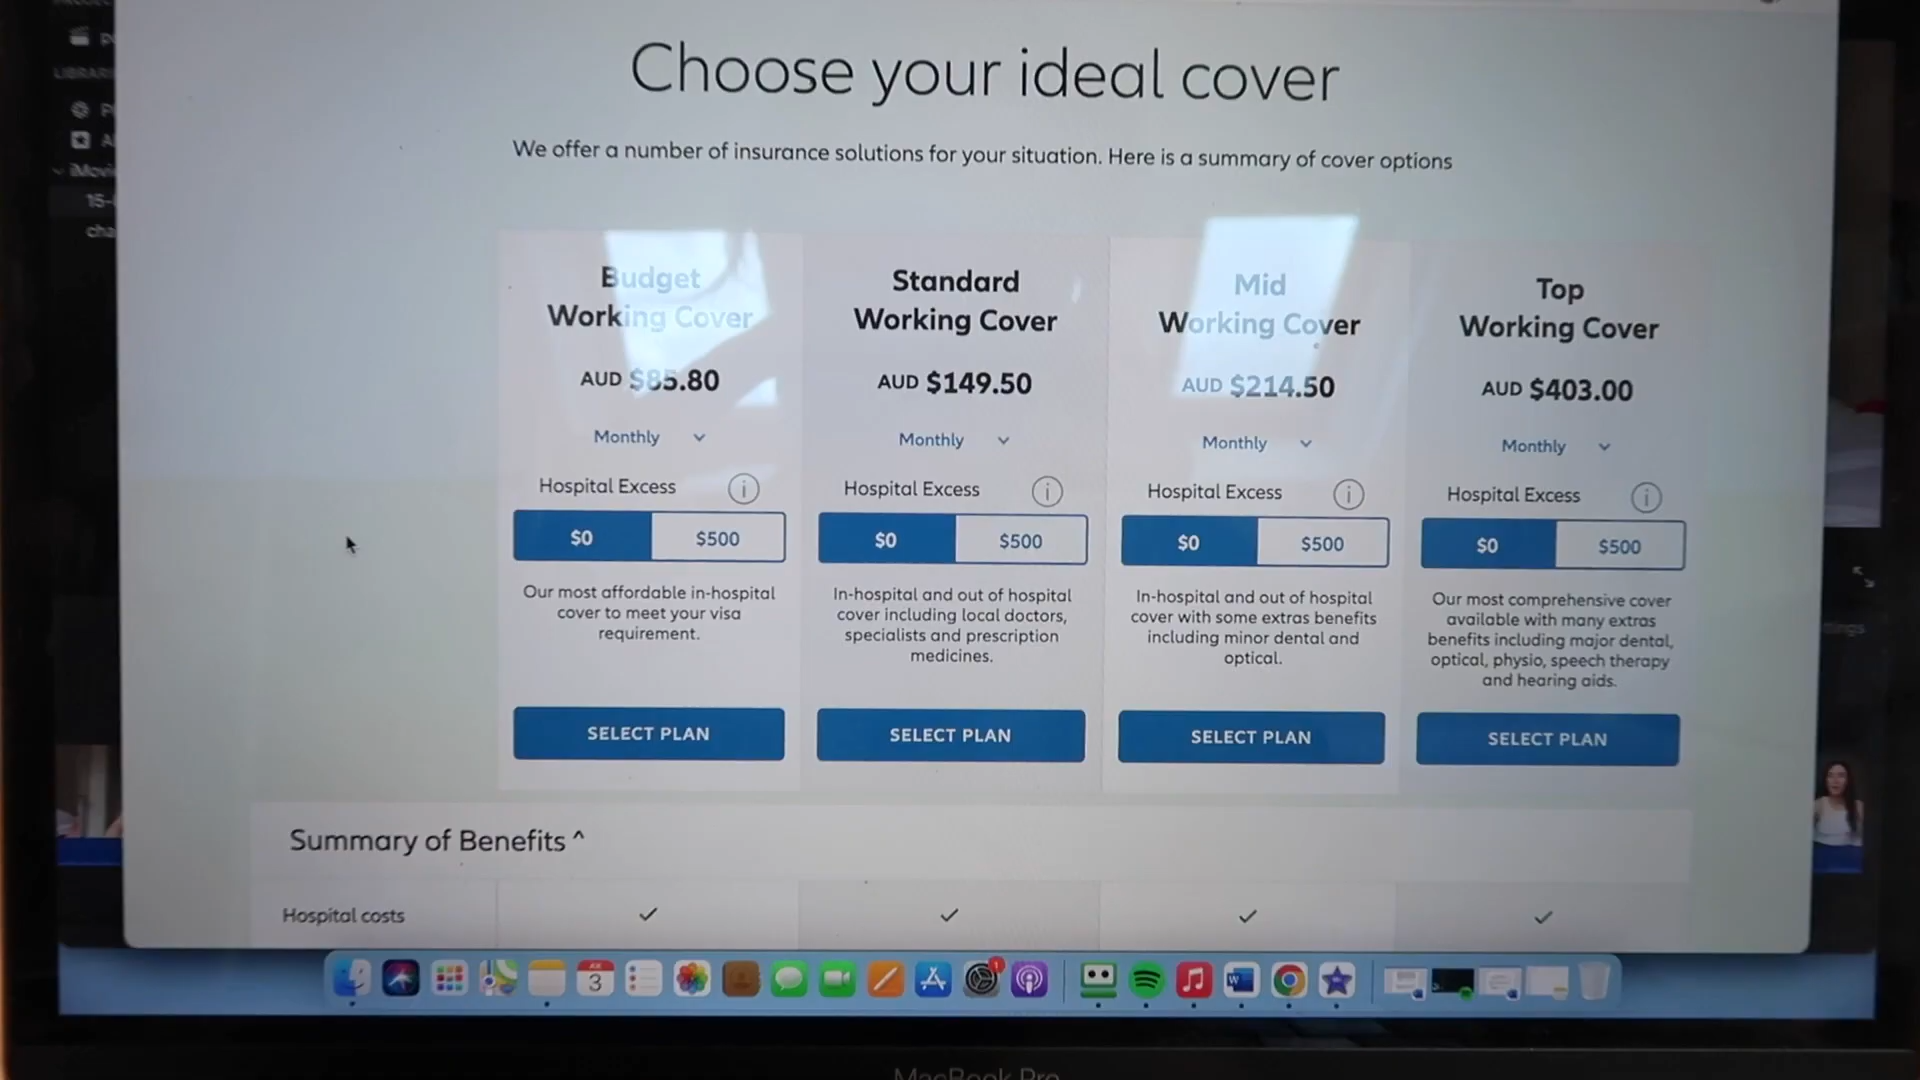 Choose your ideal cover
We offer a number of insurance solutions for your situation. Here is a summary of cover options
Budget
Working Cover
AUD $85.80
Monthly
Hospital Excess
$0 $500
Our most affordable in-hospital
cover to meet your visa
requirement.
SELECT PLAN
Standard
Working Cover
AUD $149.50
Monthly
Hospital Excess
$0 $500
In-hospital and out of hospital
cover including local doctors,
specialists and prescription
medicines.
SELECT PLAN
Mid
Working Cover
AUD $214.50
Monthly
Hospital Excess
$0 $500
In-hospital and out of hospital
cover with some extras benefits
including minor dental and
optical.
SELECT PLAN
Top
Working Cover
AUD $403.00
Monthly
Hospital Excess
$0 $500
Our most comprehensive cover
available with many extras
benefits including major dental,
optical, physio, speech therapy
and hearing aids.
SELECT PLAN
Summary of Benefits ^
Hospital costs
3
1
W
MacBook Pro